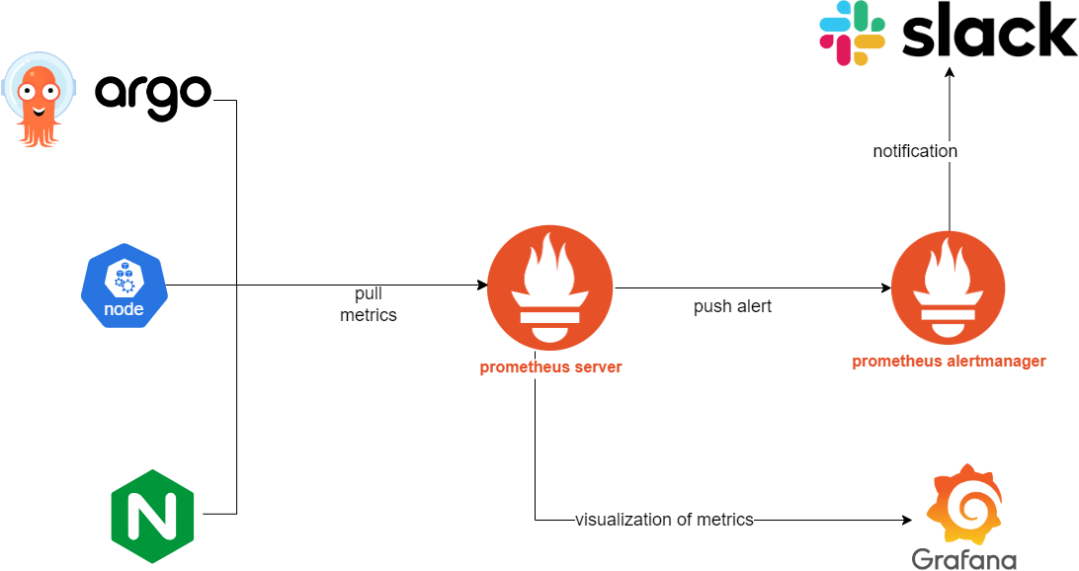 slack
argo
notification
node
pull
metrics
push alert
prometheus server
prometheus alertmanager
N
visualization of metrics
Grafana